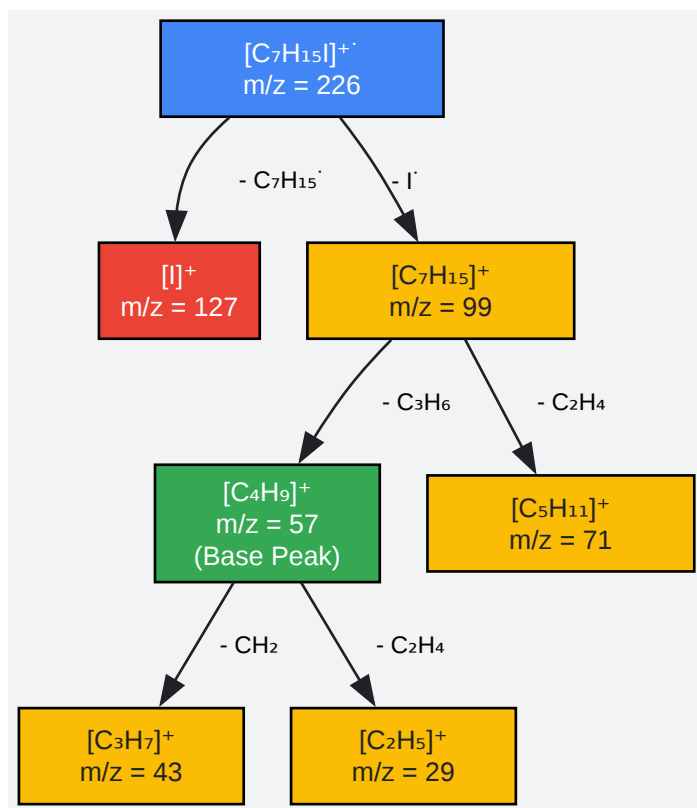 [C₇H₁₅I]⁺˙
m/z = 226
- C₇H₁₅˙
- I˙
[I]⁺
m/z = 127
[C₇H₁₅]⁺
m/z = 99
- C₃H₆
- C₂H₄
[C₄H₉]⁺
m/z = 57
(Base Peak)
[C₅H₁₁]⁺
m/z = 71
- CH₂
- C₂H₄
[C₃H₇]⁺
m/z = 43
[C₂H₅]⁺
m/z = 29